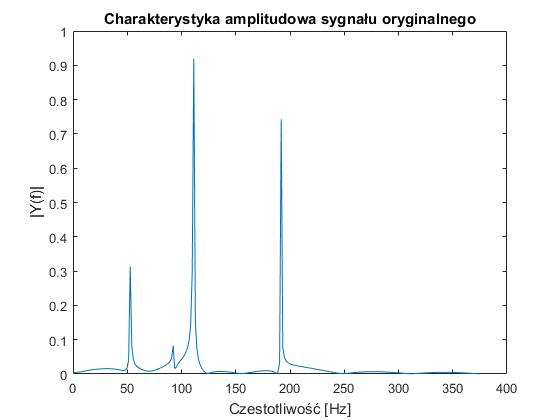 Charakterystyka amplitudowa sygnału oryginalnego
1
0.9
0.8
0.7
0.6
0.5
0.4
0.3
0.2
0.1
0
|Y(f)|
0 50 100 150 200 250 300 350 400
Czestotliwość [Hz]